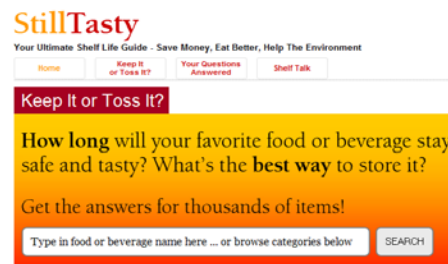 StillTasty
Your Ultimate Shelf Life Guide - Save Money, Eat Better, Help The Environment
Home
Keep It
or Toss It?
Your Questions
Answered
Shelf Talk
Keep It or Toss It?
How long will your favorite food or beverage stay
safe and tasty? What's the best way to store it?
Get the answers for thousands of items!
Type in food or beverage name here ... or browse categories below
SEARCH